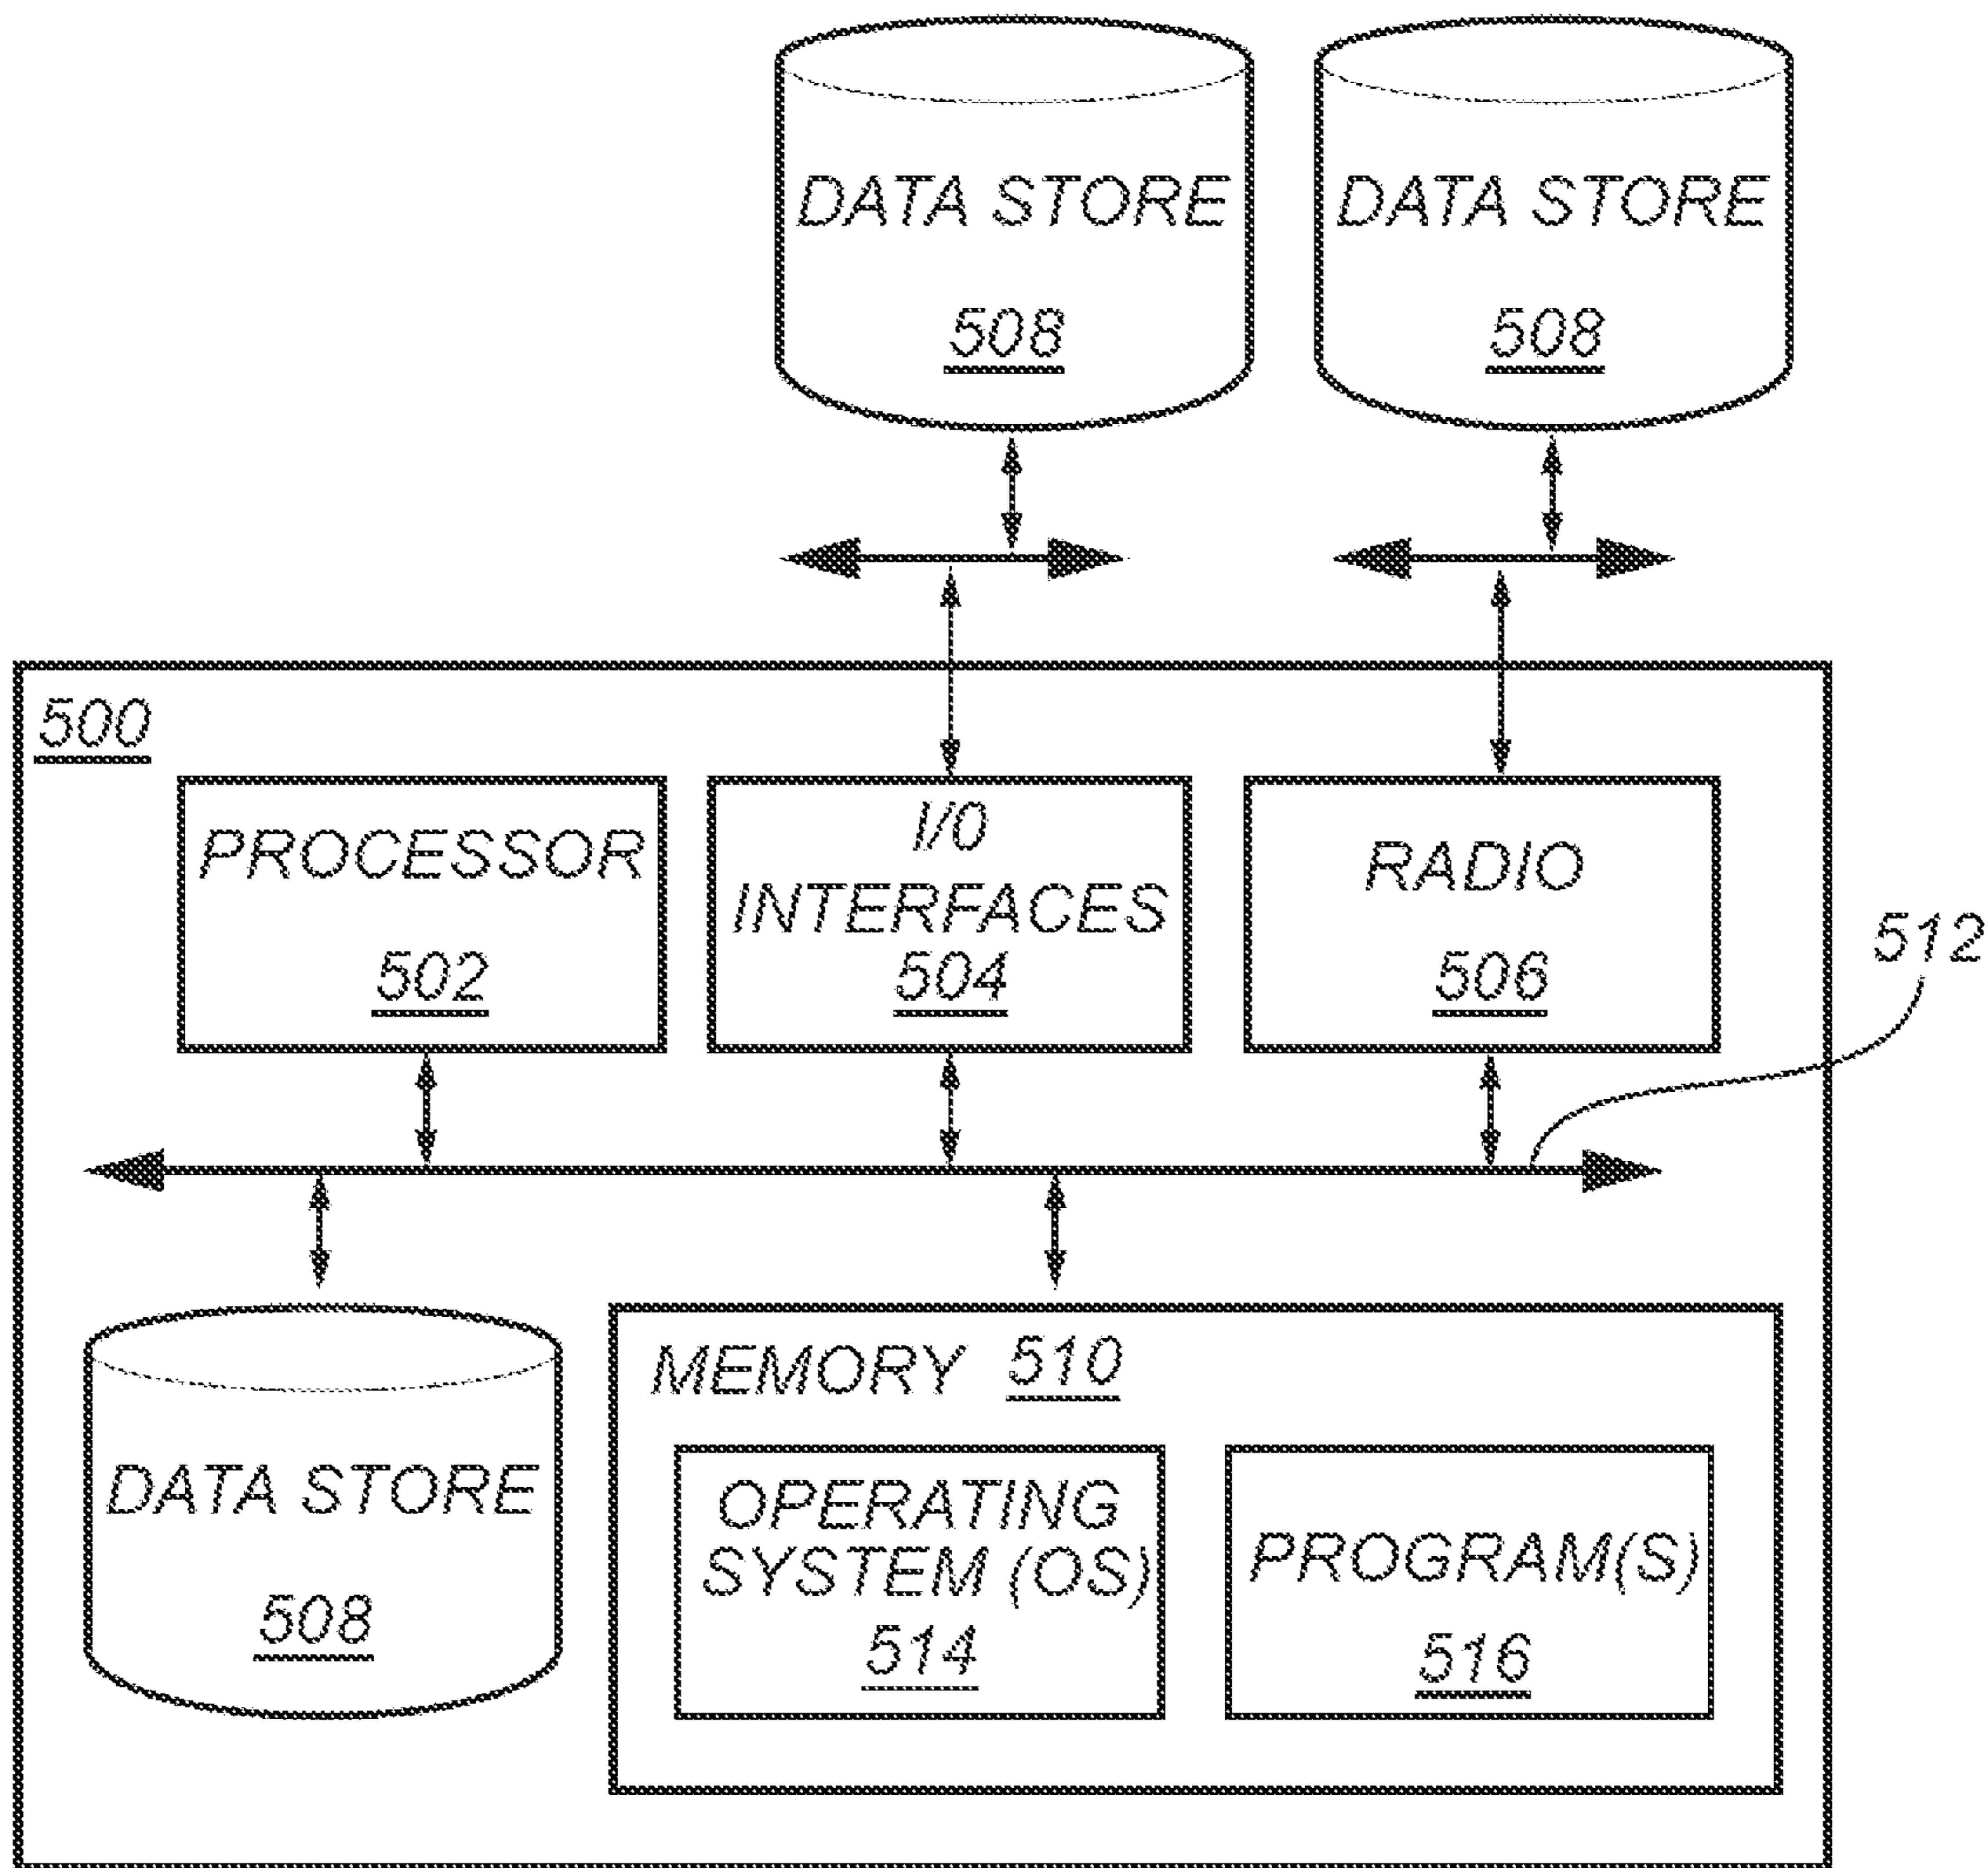 DATA STORE
508
DATA STORE
508
500
PROCESSOR
502
I/0
INTERFACES
504
RADIO
506
512
DATA STORE
508
MEMORY 510
OPERATING
SYSTEM (OS)
514
PROGRAM(S)
516